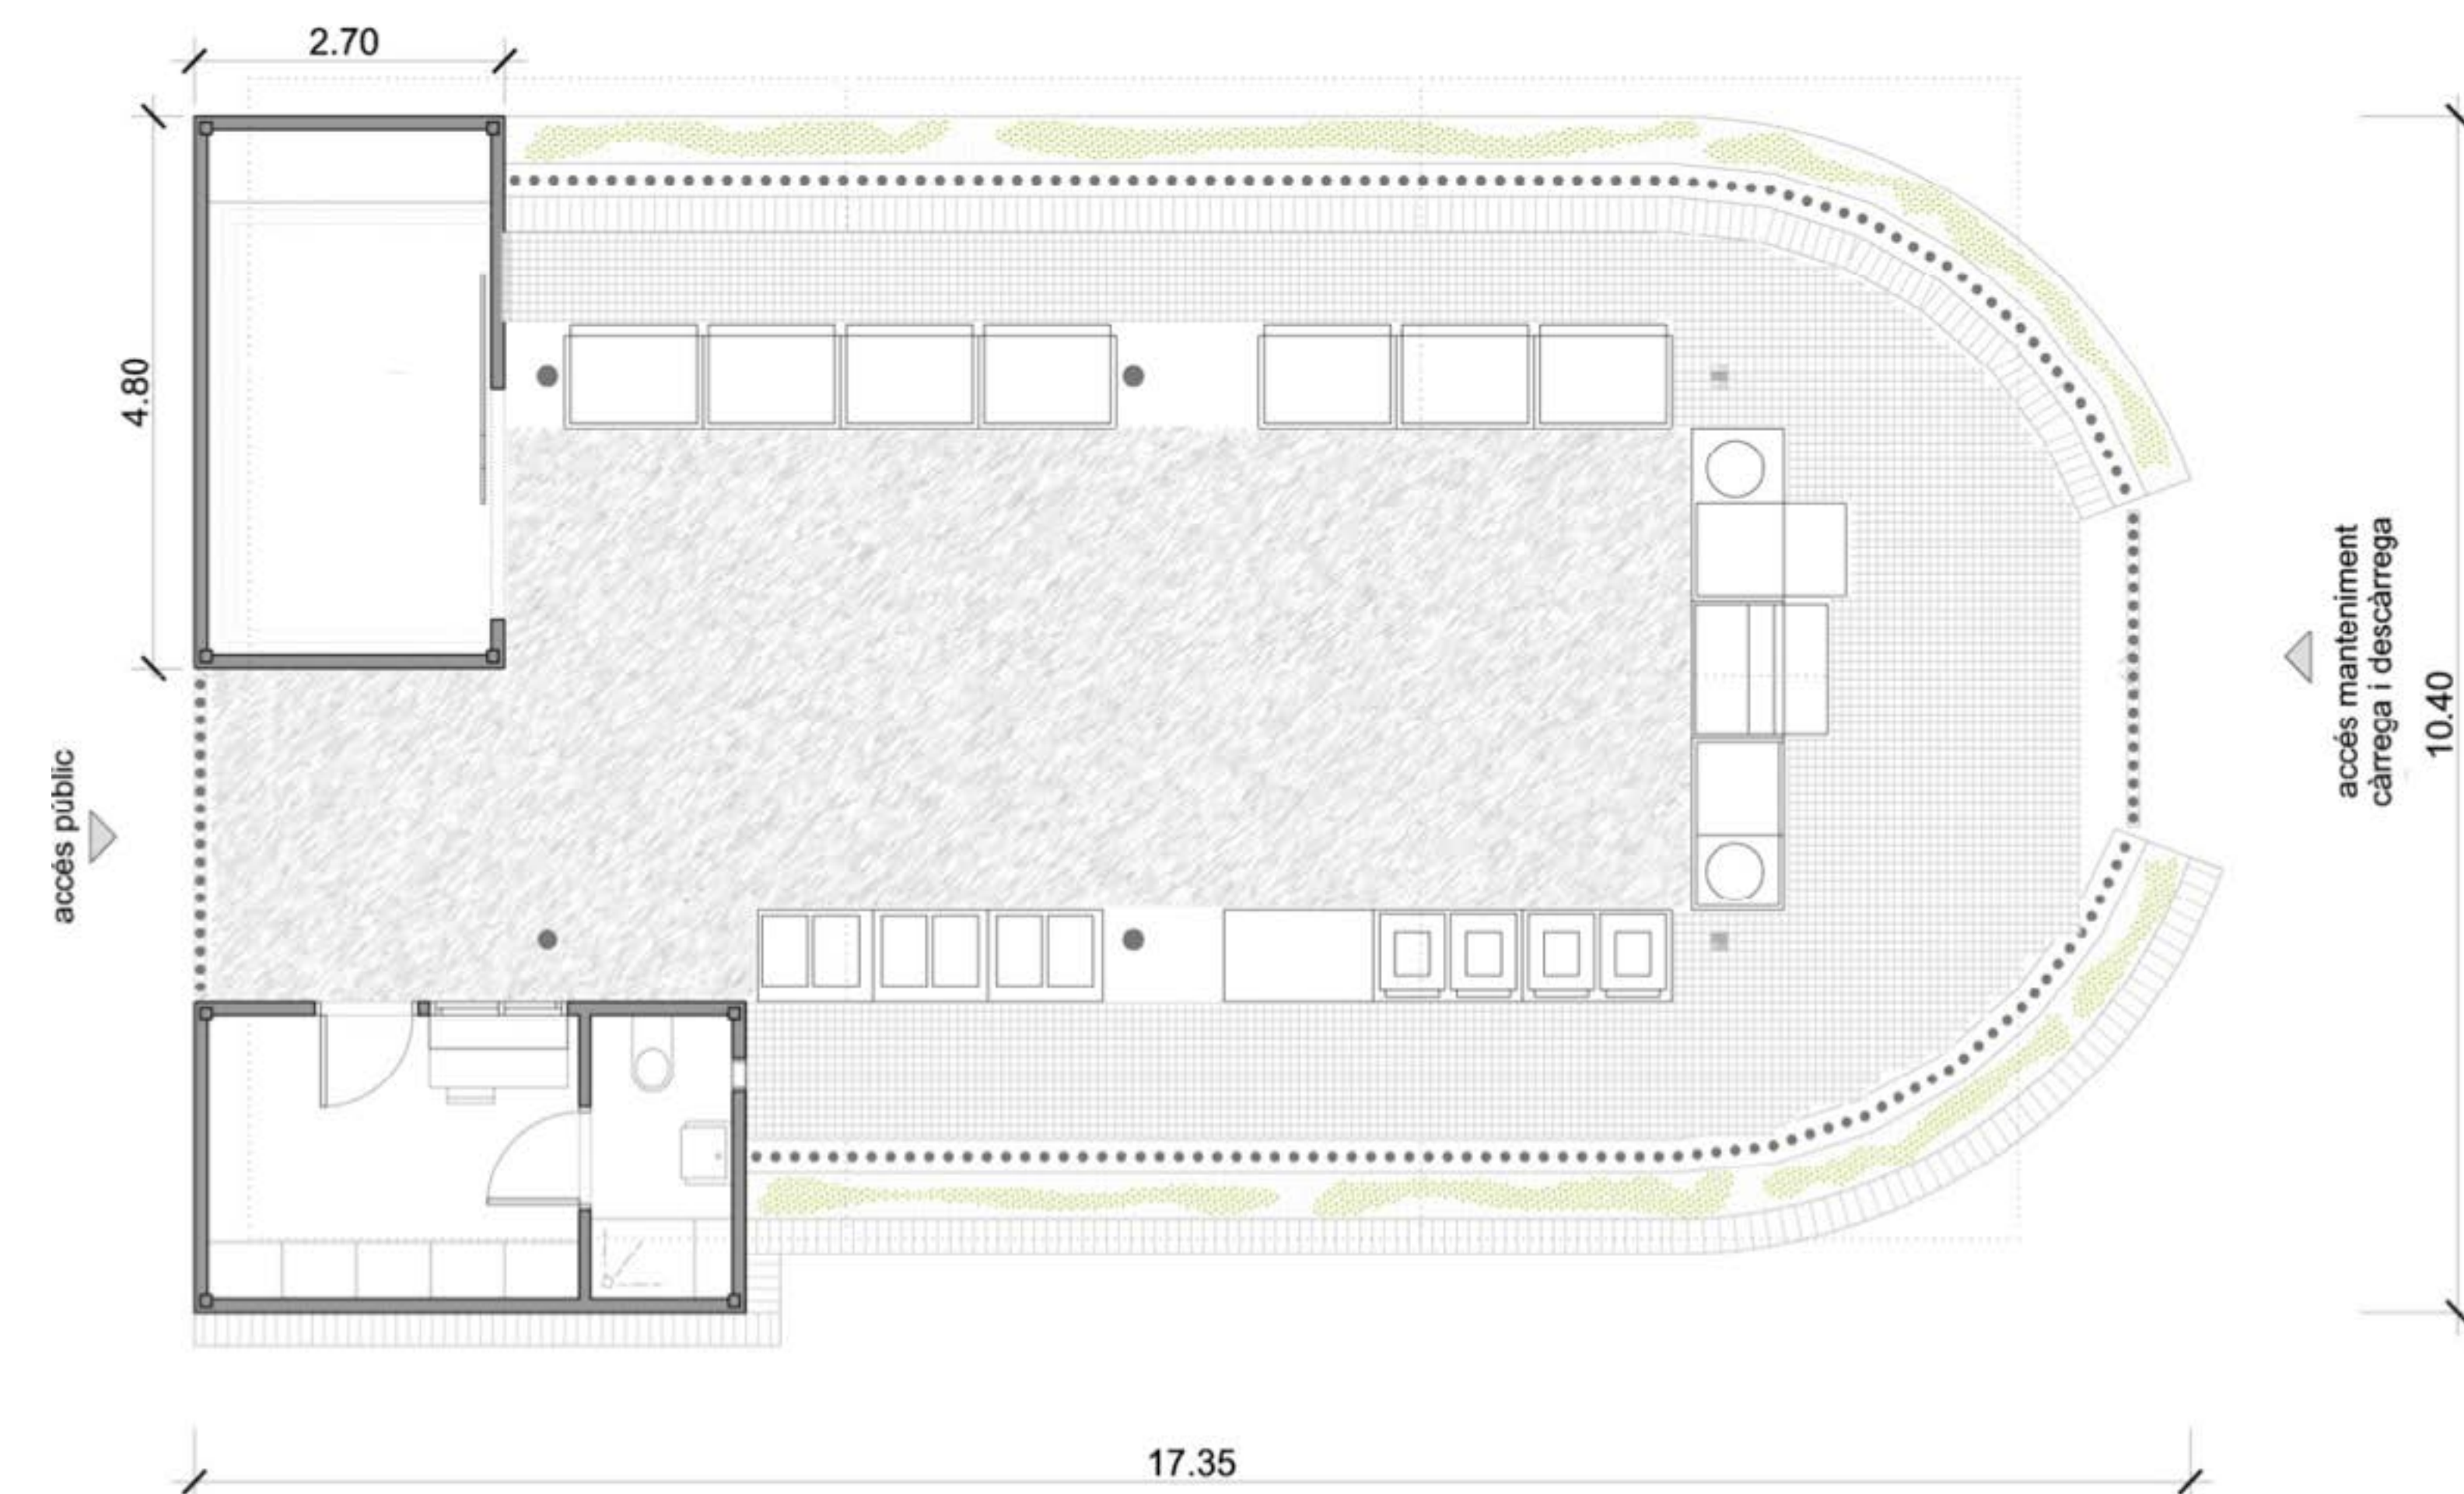 2.70
4.80
accés públic
accés manteniment
càrrega i descàrrega
10.40
17.35